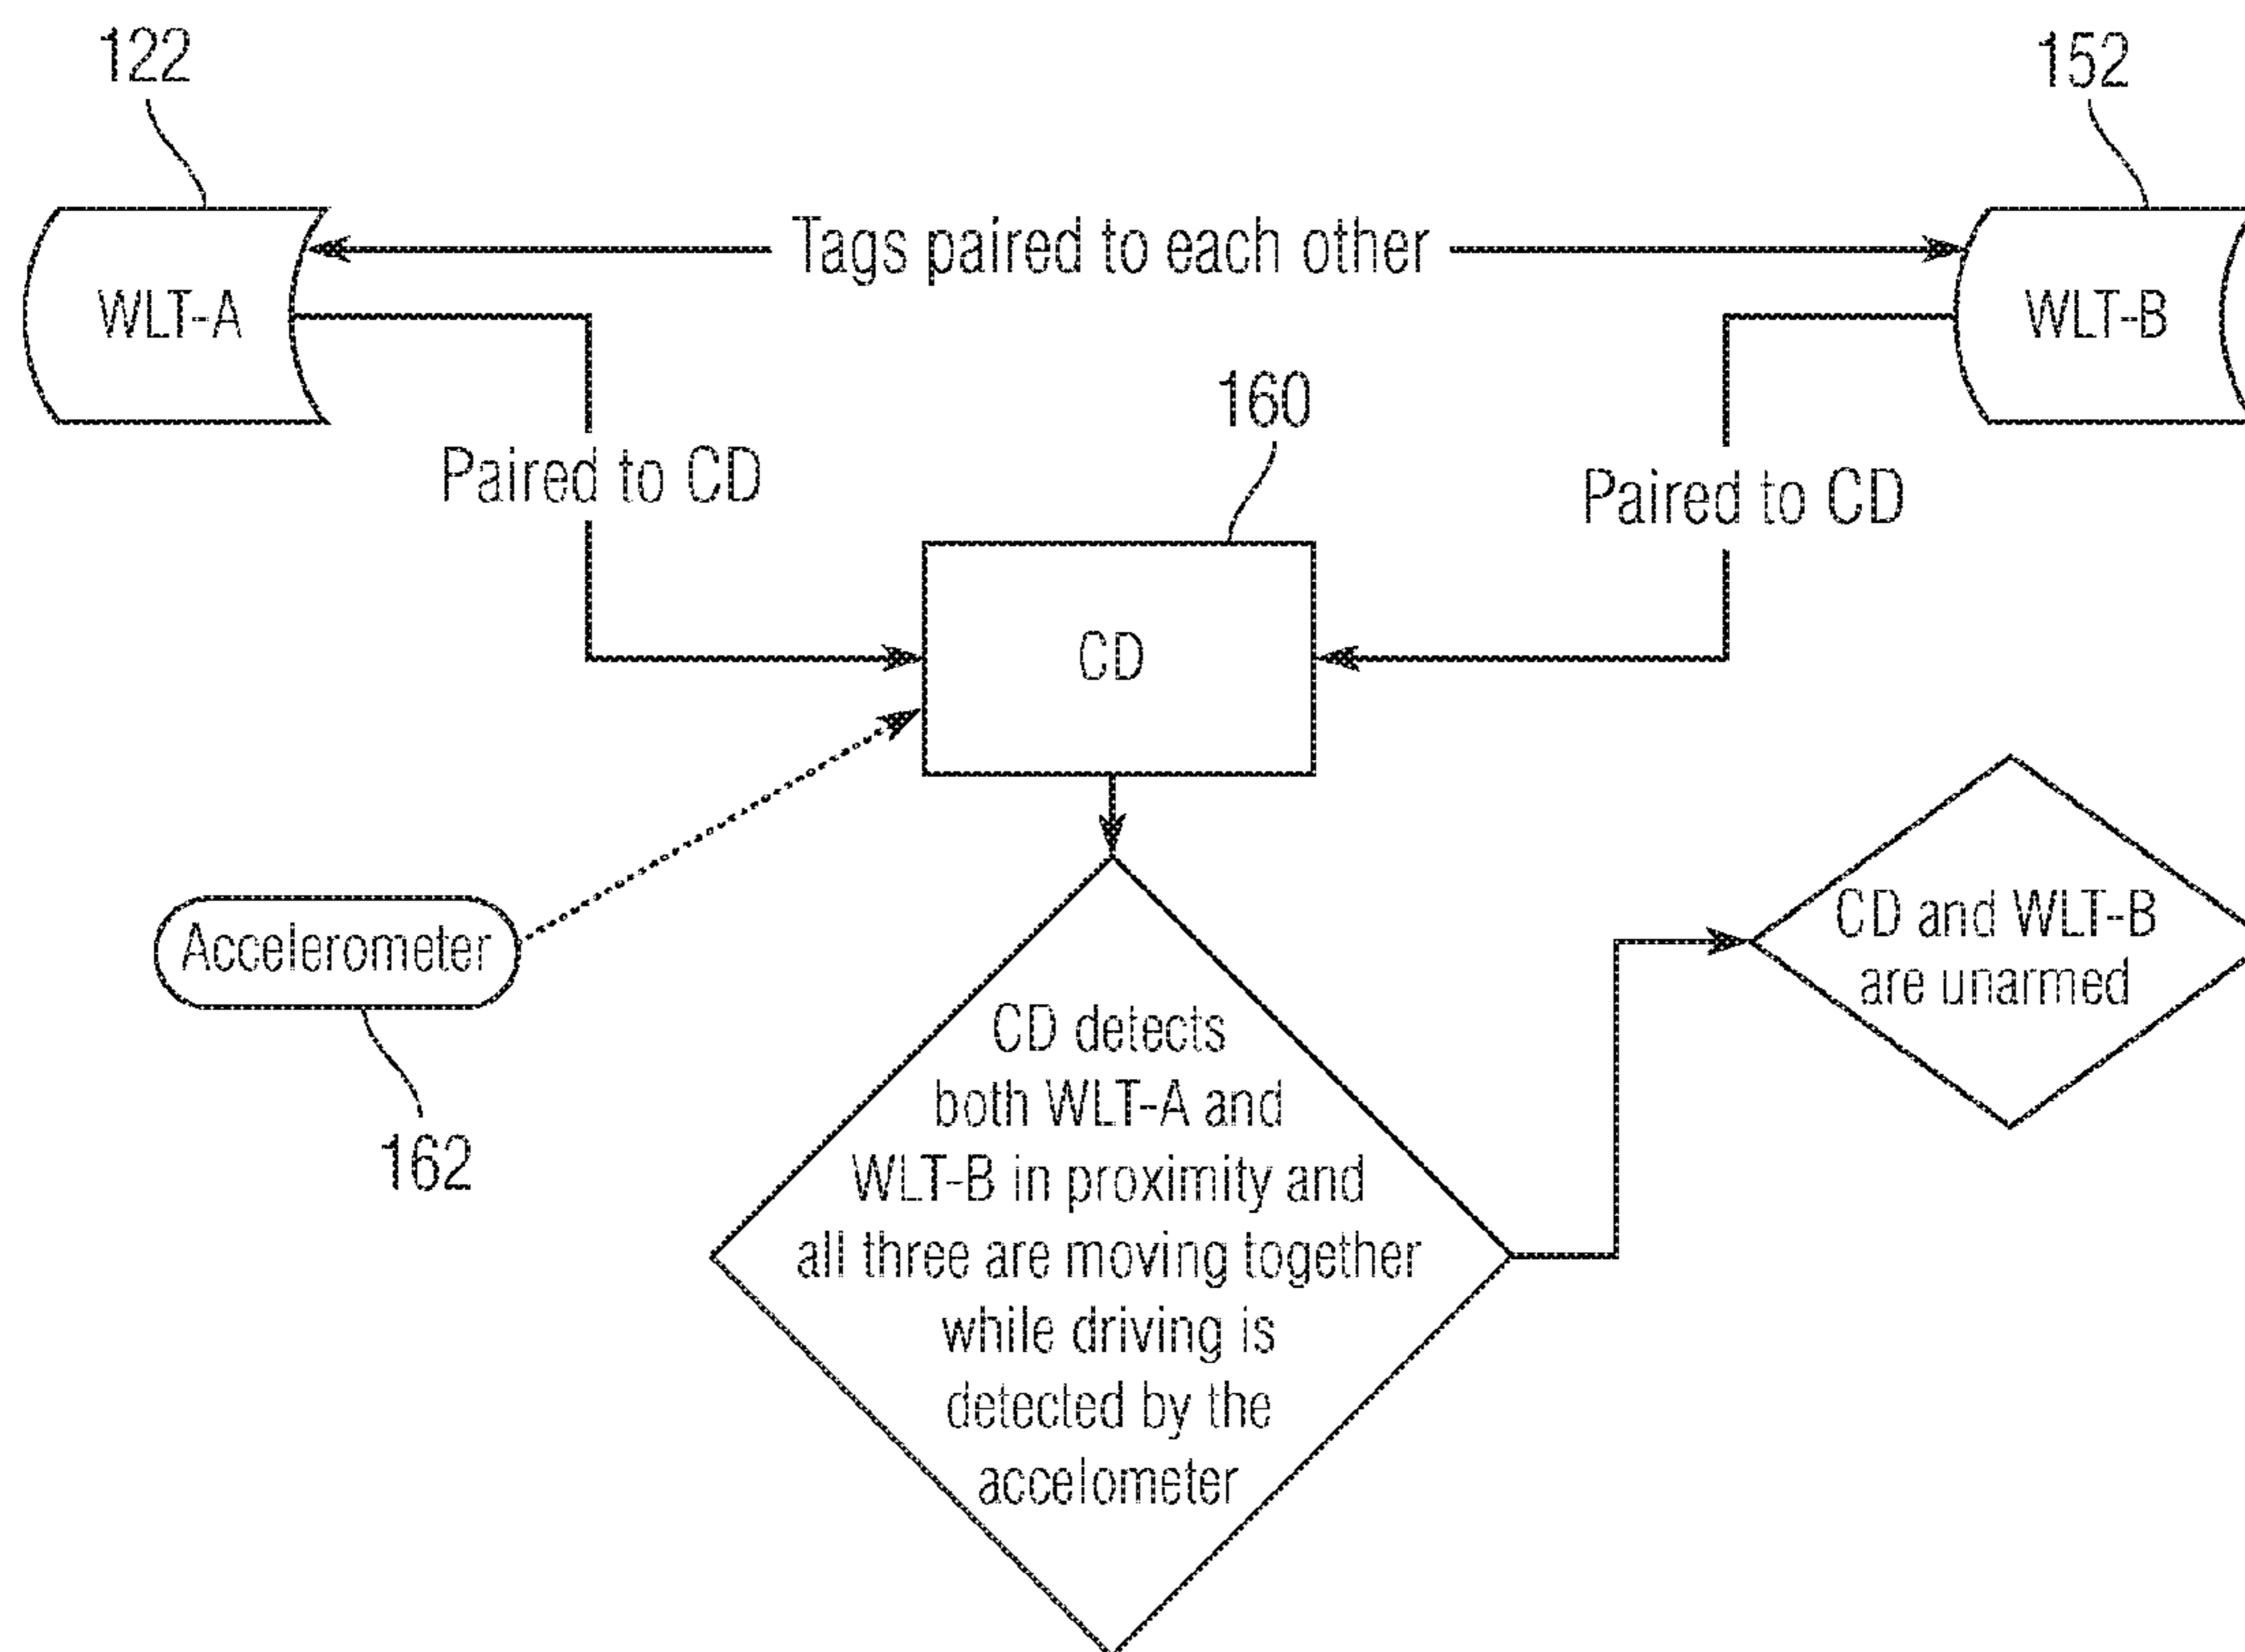 122
152
Tags paired to each other
WLT-A
WLT-B
160
Paired to CD
Paired to CD
CD
Accelerometer
162
CD and WLT-B
are unarmed
CD detects
both WLT-A and
WLT-B in proximity and
all three are moving together
while driving is
detected by the
accelometer